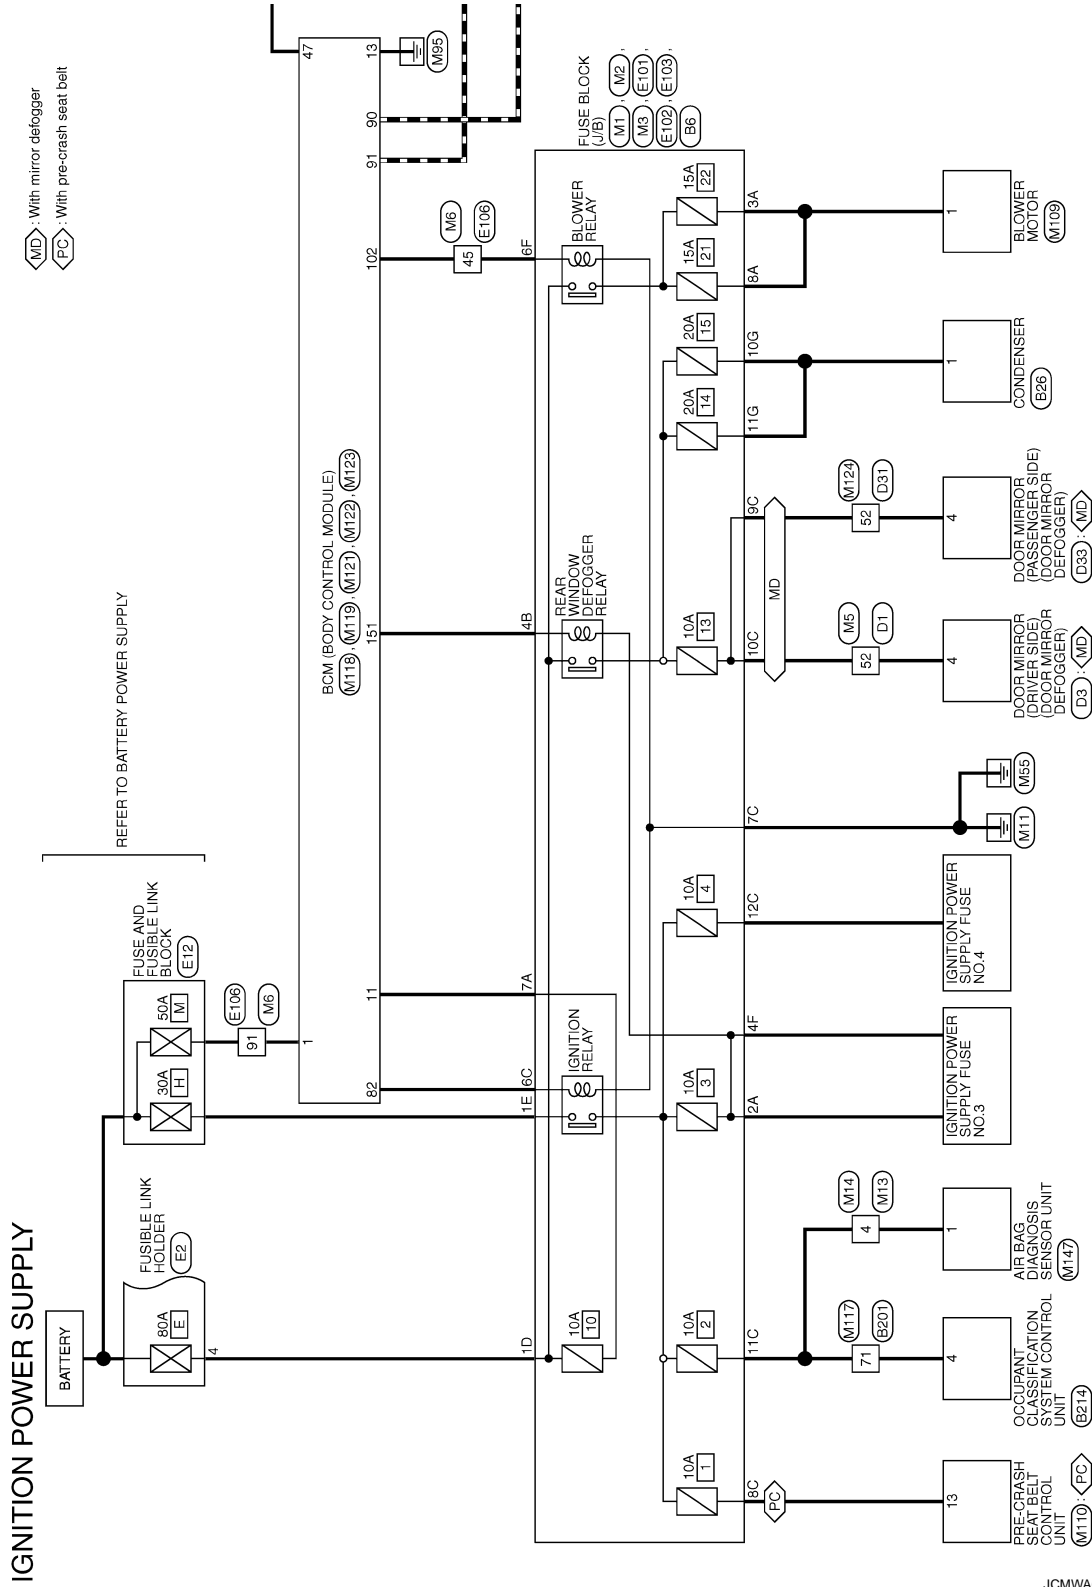 IGNITION POWER SUPPLY
MD : With mirror defogger
PC : With pre-crash seat belt
REFER TO BATTERY POWER SUPPLY
BATTERY
FUSIBLE LINK
HOLDER
E2
80A
E
4
FUSE AND
FUSIBLE LINK
BLOCK
E12
30A
H
50A
M
91
E106
M6
BCM (BODY CONTROL MODULE)
M118 , M119 , M121 , M122 , M123
1
47
82
11
151
102
91
90
13
M95
45
M6
E106
FUSE BLOCK
(J/B)
M1 , M2 ,
M3 , E101 ,
E102 , E103 ,
B6
1D
1E
6C
7A
4B
6F
IGNITION
RELAY
REAR
WINDOW
DEFOGGER
RELAY
BLOWER
RELAY
10A
10
10A
1
10A
2
10A
3
10A
4
10A
13
20A
14
20A
15
15A
21
15A
22
8C
11C
2A
4F
12C
7C
10C
9C
11G
10G
8A
3A
PC
MD
71
M117
B201
4
M14
M13
52
M5
D1
52
M124
D31
M11
M55
13
PRE-CRASH
SEAT BELT
CONTROL
UNIT
M110 : PC
4
OCCUPANT
CLASSIFICATION
SYSTEM CONTROL
UNIT
B214
1
AIR BAG
DIAGNOSIS
SENSOR UNIT
M147
IGNITION POWER
SUPPLY FUSE
NO.3
IGNITION POWER
SUPPLY FUSE
NO.4
4
DOOR MIRROR
(DRIVER SIDE)
(DOOR MIRROR
DEFOGGER)
D3 : MD
4
DOOR MIRROR
(PASSENGER SIDE)
(DOOR MIRROR
DEFOGGER)
D33 : MD
1
CONDENSER
B26
1
BLOWER
MOTOR
M109
JCMWA